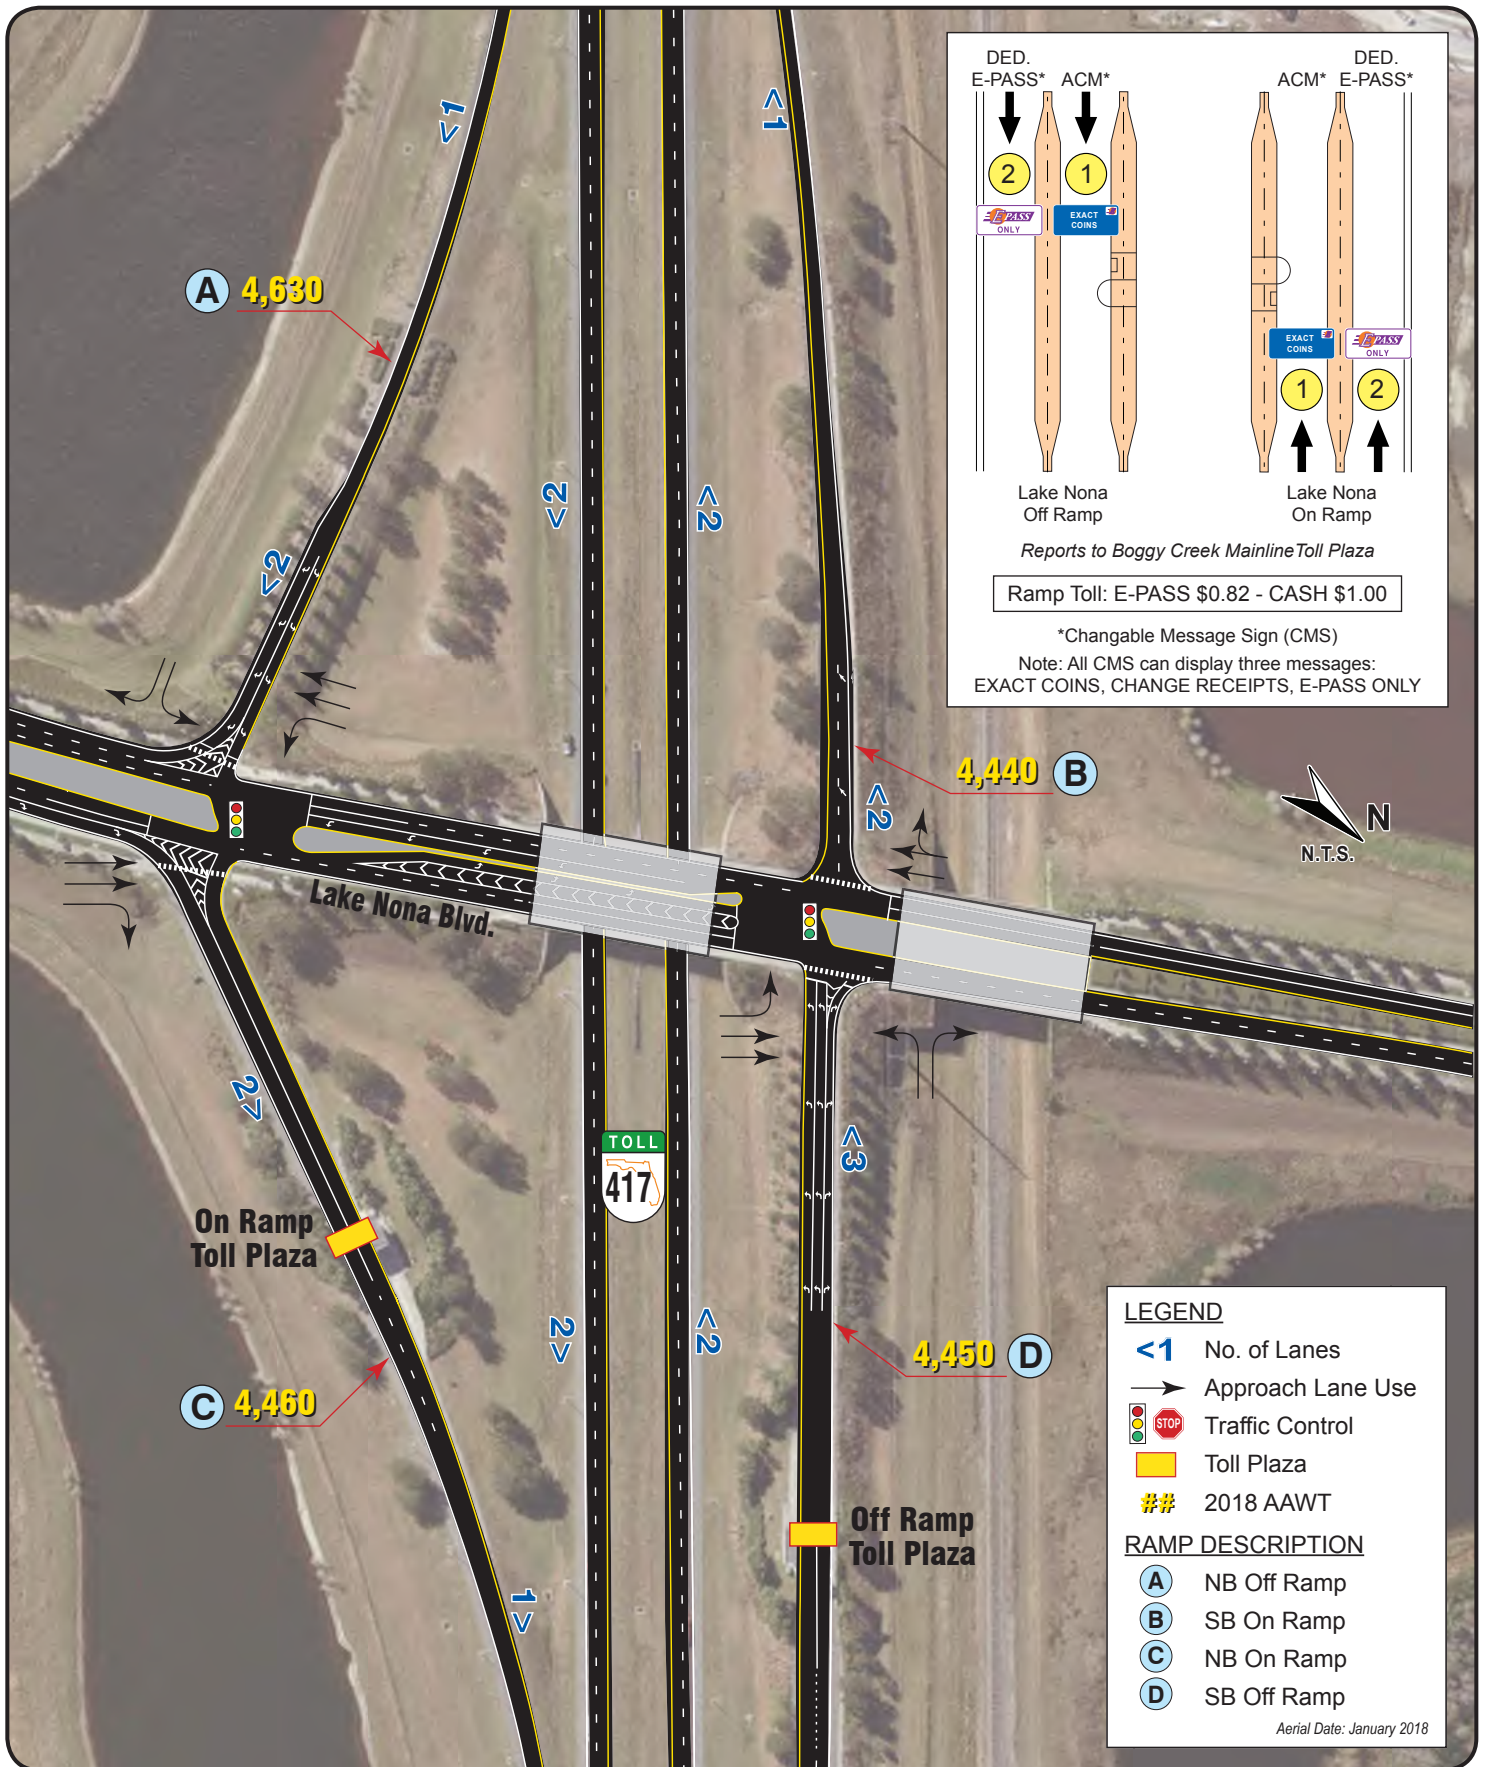 <1
<1
A 4,630
<2
<2
<2
4,440 B
<2
Lake Nona Blvd.
2>
<3
TOLL
417
On Ramp
Toll Plaza
2>
<2
4,450 D
C 4,460
Off Ramp
Toll Plaza
1>
DED.
E-PASS*
ACM*
ACM*
DED.
E-PASS*
2
1
E PASS
ONLY
EXACT
COINS
EXACT
COINS
E PASS
ONLY
1
2
Lake Nona
Off Ramp
Lake Nona
On Ramp
Reports to Boggy Creek Mainline Toll Plaza
Ramp Toll: E-PASS $0.82 - CASH $1.00
*Changable Message Sign (CMS)
Note: All CMS can display three messages:
EXACT COINS, CHANGE RECEIPTS, E-PASS ONLY
N
N.T.S.
LEGEND
<1 No. of Lanes
Approach Lane Use
STOP Traffic Control
Toll Plaza
## 2018 AAWT
RAMP DESCRIPTION
A NB Off Ramp
B SB On Ramp
C NB On Ramp
D SB Off Ramp
Aerial Date: January 2018